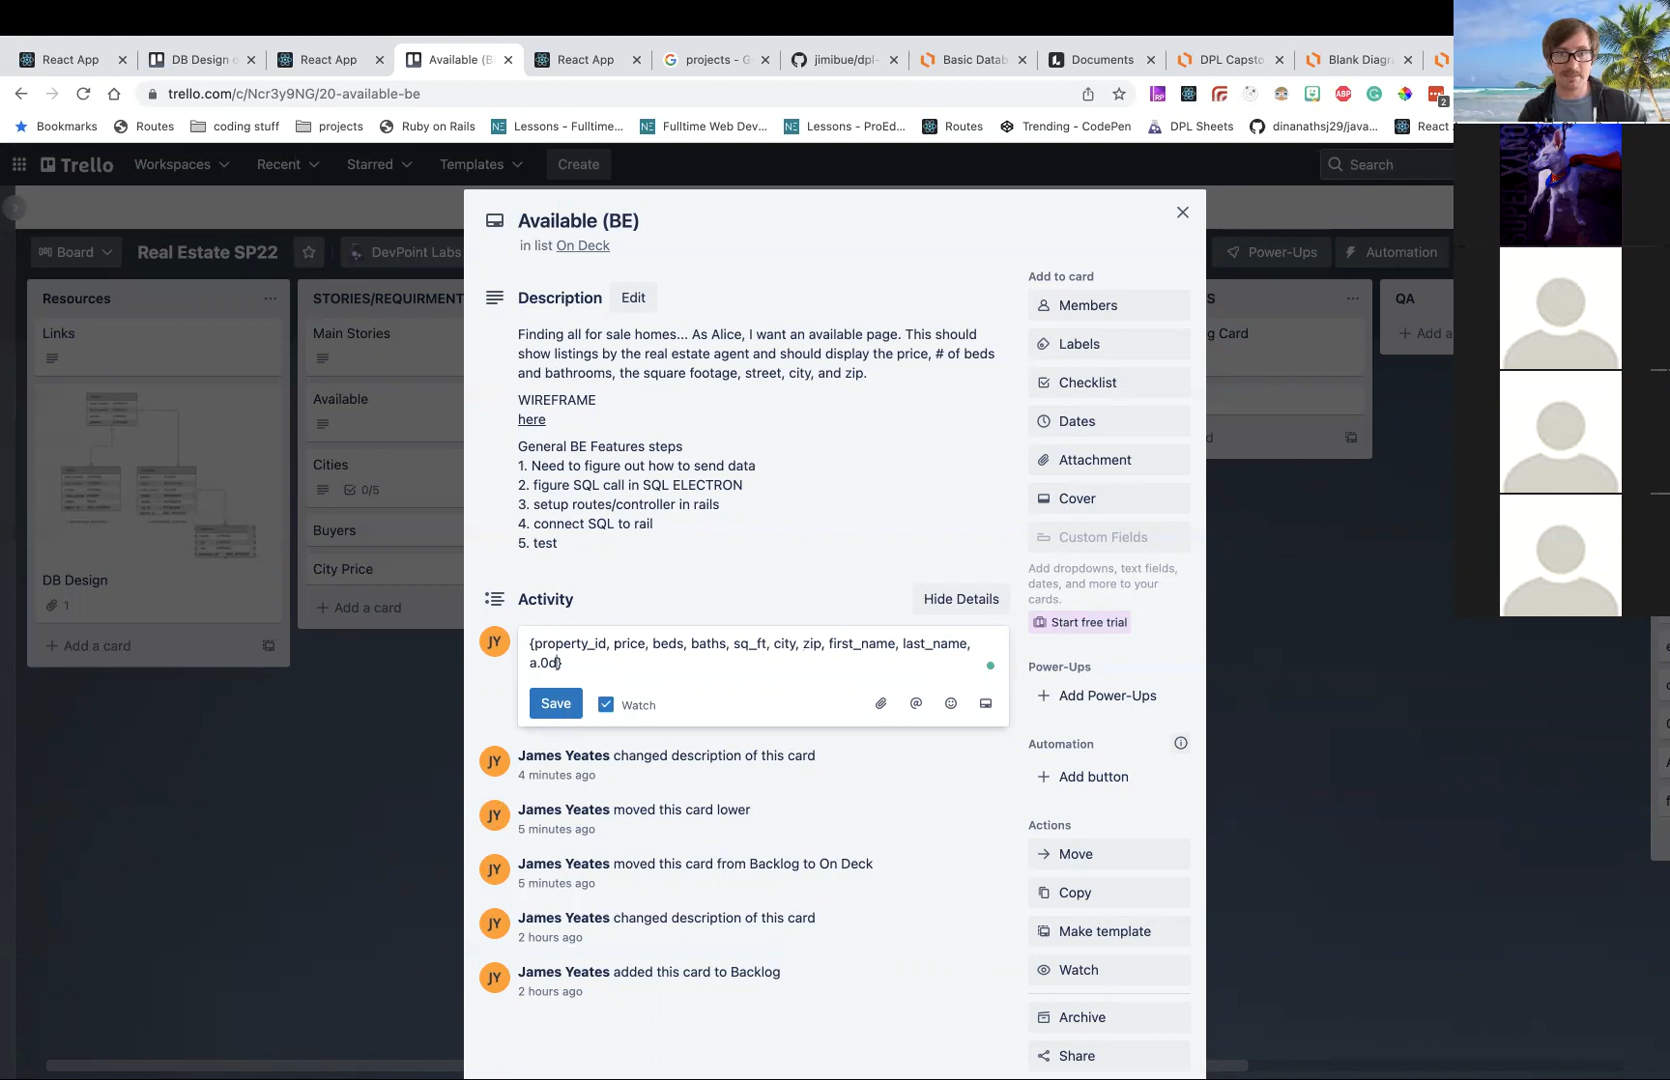 React App
DB Design o
React App
Available (B
React App
projects - G
jimibue/dpl-
Basic Datab
Documents
DPL Capsto
Blank Diagr
trello.com/c/Ncr3y9NG/20-available-be
2
Bookmarks
Routes
coding stuff
projects
Ruby on Rails
Lessons - Fulltime...
Fulltime Web Dev...
Lessons - ProEd...
Routes
Trending - CodePen
DPL Sheets
dinanathsj29/java...
React A
Trello
Workspaces
Recent
Starred
Templates
Create
Search
Board
Real Estate SP22
DevPoint Labs
Power-Ups
Automation
Resources
Links
DB Design
1
+ Add a card
STORIES/REQUIRMENT
Main Stories
Available
Cities
0/5
Buyers
City Price
+ Add a card
S
g Card
d
QA
+ Add a
Available (BE)
in list On Deck
Description
Edit
Finding all for sale homes... As Alice, I want an available page. This should
show listings by the real estate agent and should display the price, # of beds
and bathrooms, the square footage, street, city, and zip.
WIREFRAME
here
General BE Features steps
1. Need to figure out how to send data
2. figure SQL call in SQL ELECTRON
3. setup routes/controller in rails
4. connect SQL to rail
5. test
Activity
Hide Details
JY
{property_id, price, beds, baths, sq_ft, city, zip, first_name, last_name,
a.0d}
Save
Watch
JY
James Yeates changed description of this card
4 minutes ago
JY
James Yeates moved this card lower
5 minutes ago
JY
James Yeates moved this card from Backlog to On Deck
5 minutes ago
JY
James Yeates changed description of this card
2 hours ago
JY
James Yeates added this card to Backlog
2 hours ago
Add to card
Members
Labels
Checklist
Dates
Attachment
Cover
Custom Fields
Add dropdowns, text fields,
dates, and more to your
cards.
Start free trial
Power-Ups
+ Add Power-Ups
Automation
+ Add button
Actions
Move
Copy
Make template
Watch
Archive
Share